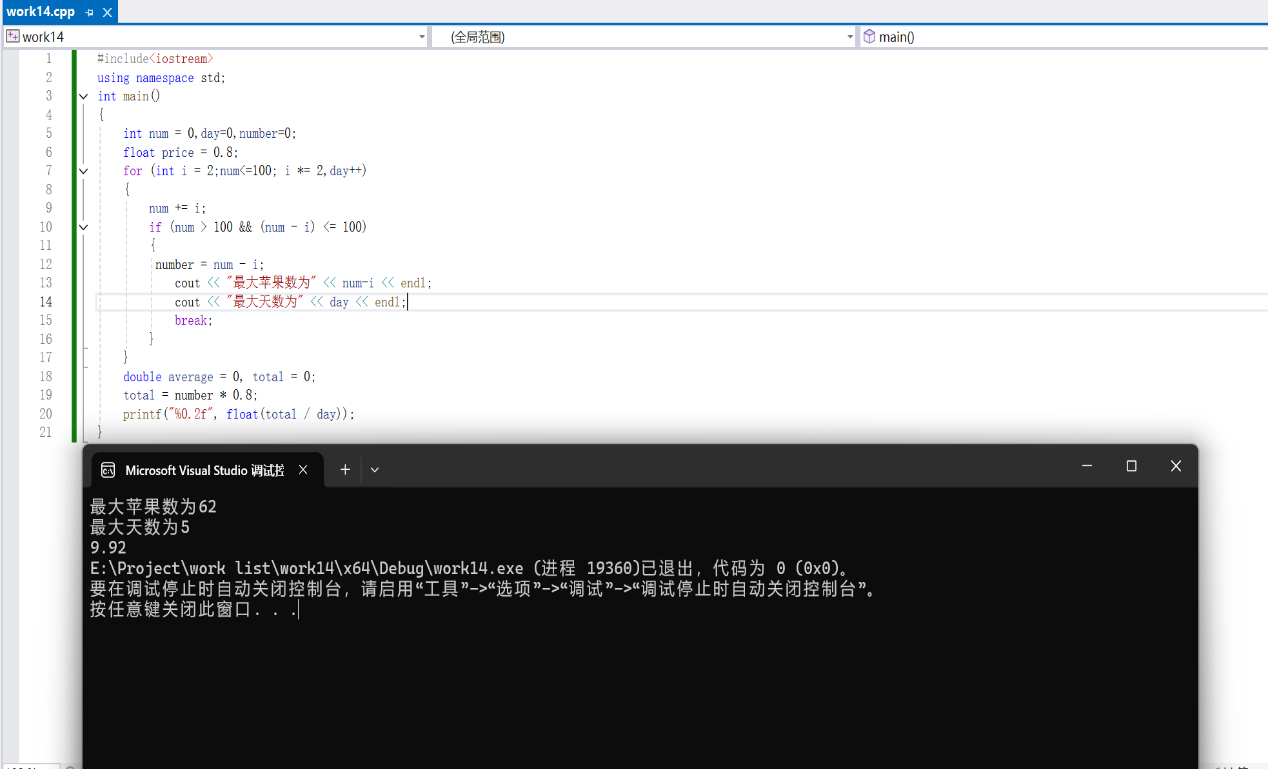 work14.cpp
work14
(全局范围)
main()
1 #include<iostream>
2 using namespace std;
3 int main()
4 {
5 int num = 0,day=0,number=0;
6 float price = 0.8;
7 for (int i = 2;num<=100; i *= 2,day++)
8 {
9 num += i;
10 if (num > 100 && (num - i) <= 100)
11 {
12 number = num - i;
13 cout << "最大苹果数为" << num-i << endl;
14 cout << "最大天数为" << day << endl;
15 break;
16 }
17 }
18 double average = 0, total = 0;
19 total = number * 0.8;
20 printf("%0.2f", float(total / day));
21 }
Microsoft Visual Studio 调试控
最大苹果数为62
最大天数为5
9.92
E:\Project\work list\work14\x64\Debug\work14.exe (进程 19360)已退出，代码为 0 (0x0)。
要在调试停止时自动关闭控制台，请启用“工具”->“选项”->“调试”->“调试停止时自动关闭控制台”。
按任意键关闭此窗口. . .